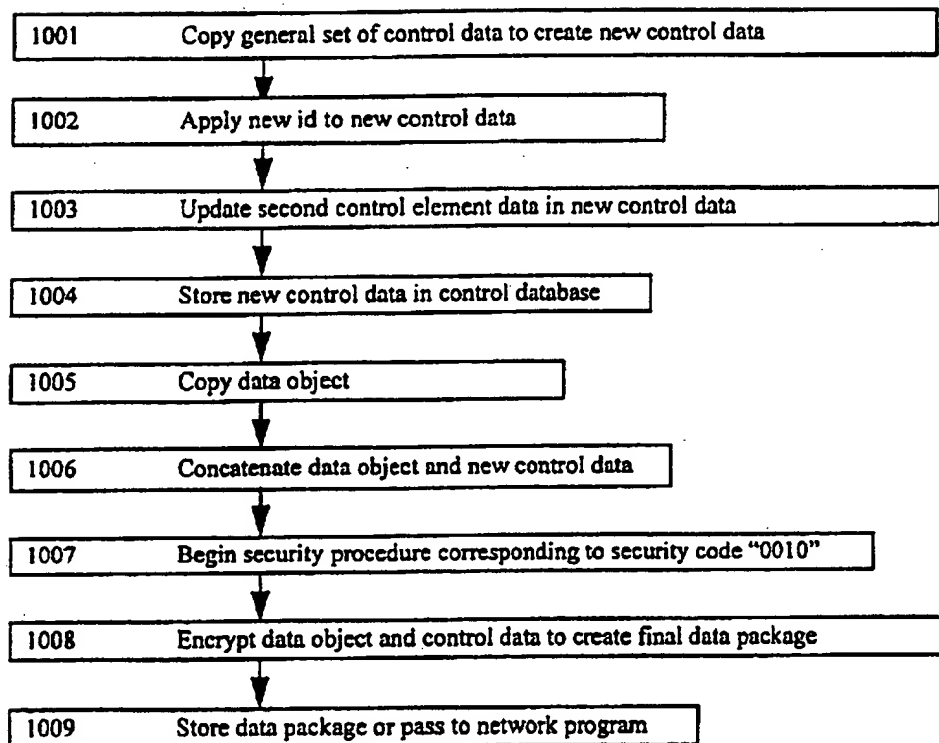 1001 Copy general set of control data to create new control data
1002 Apply new id to new control data
1003 Update second control element data in new control data
1004 Store new control data in control database
1005 Copy data object
1006 Concatenate data object and new control data
1007 Begin security procedure corresponding to security code “0010”
1008 Encrypt data object and control data to create final data package
1009 Store data package or pass to network program